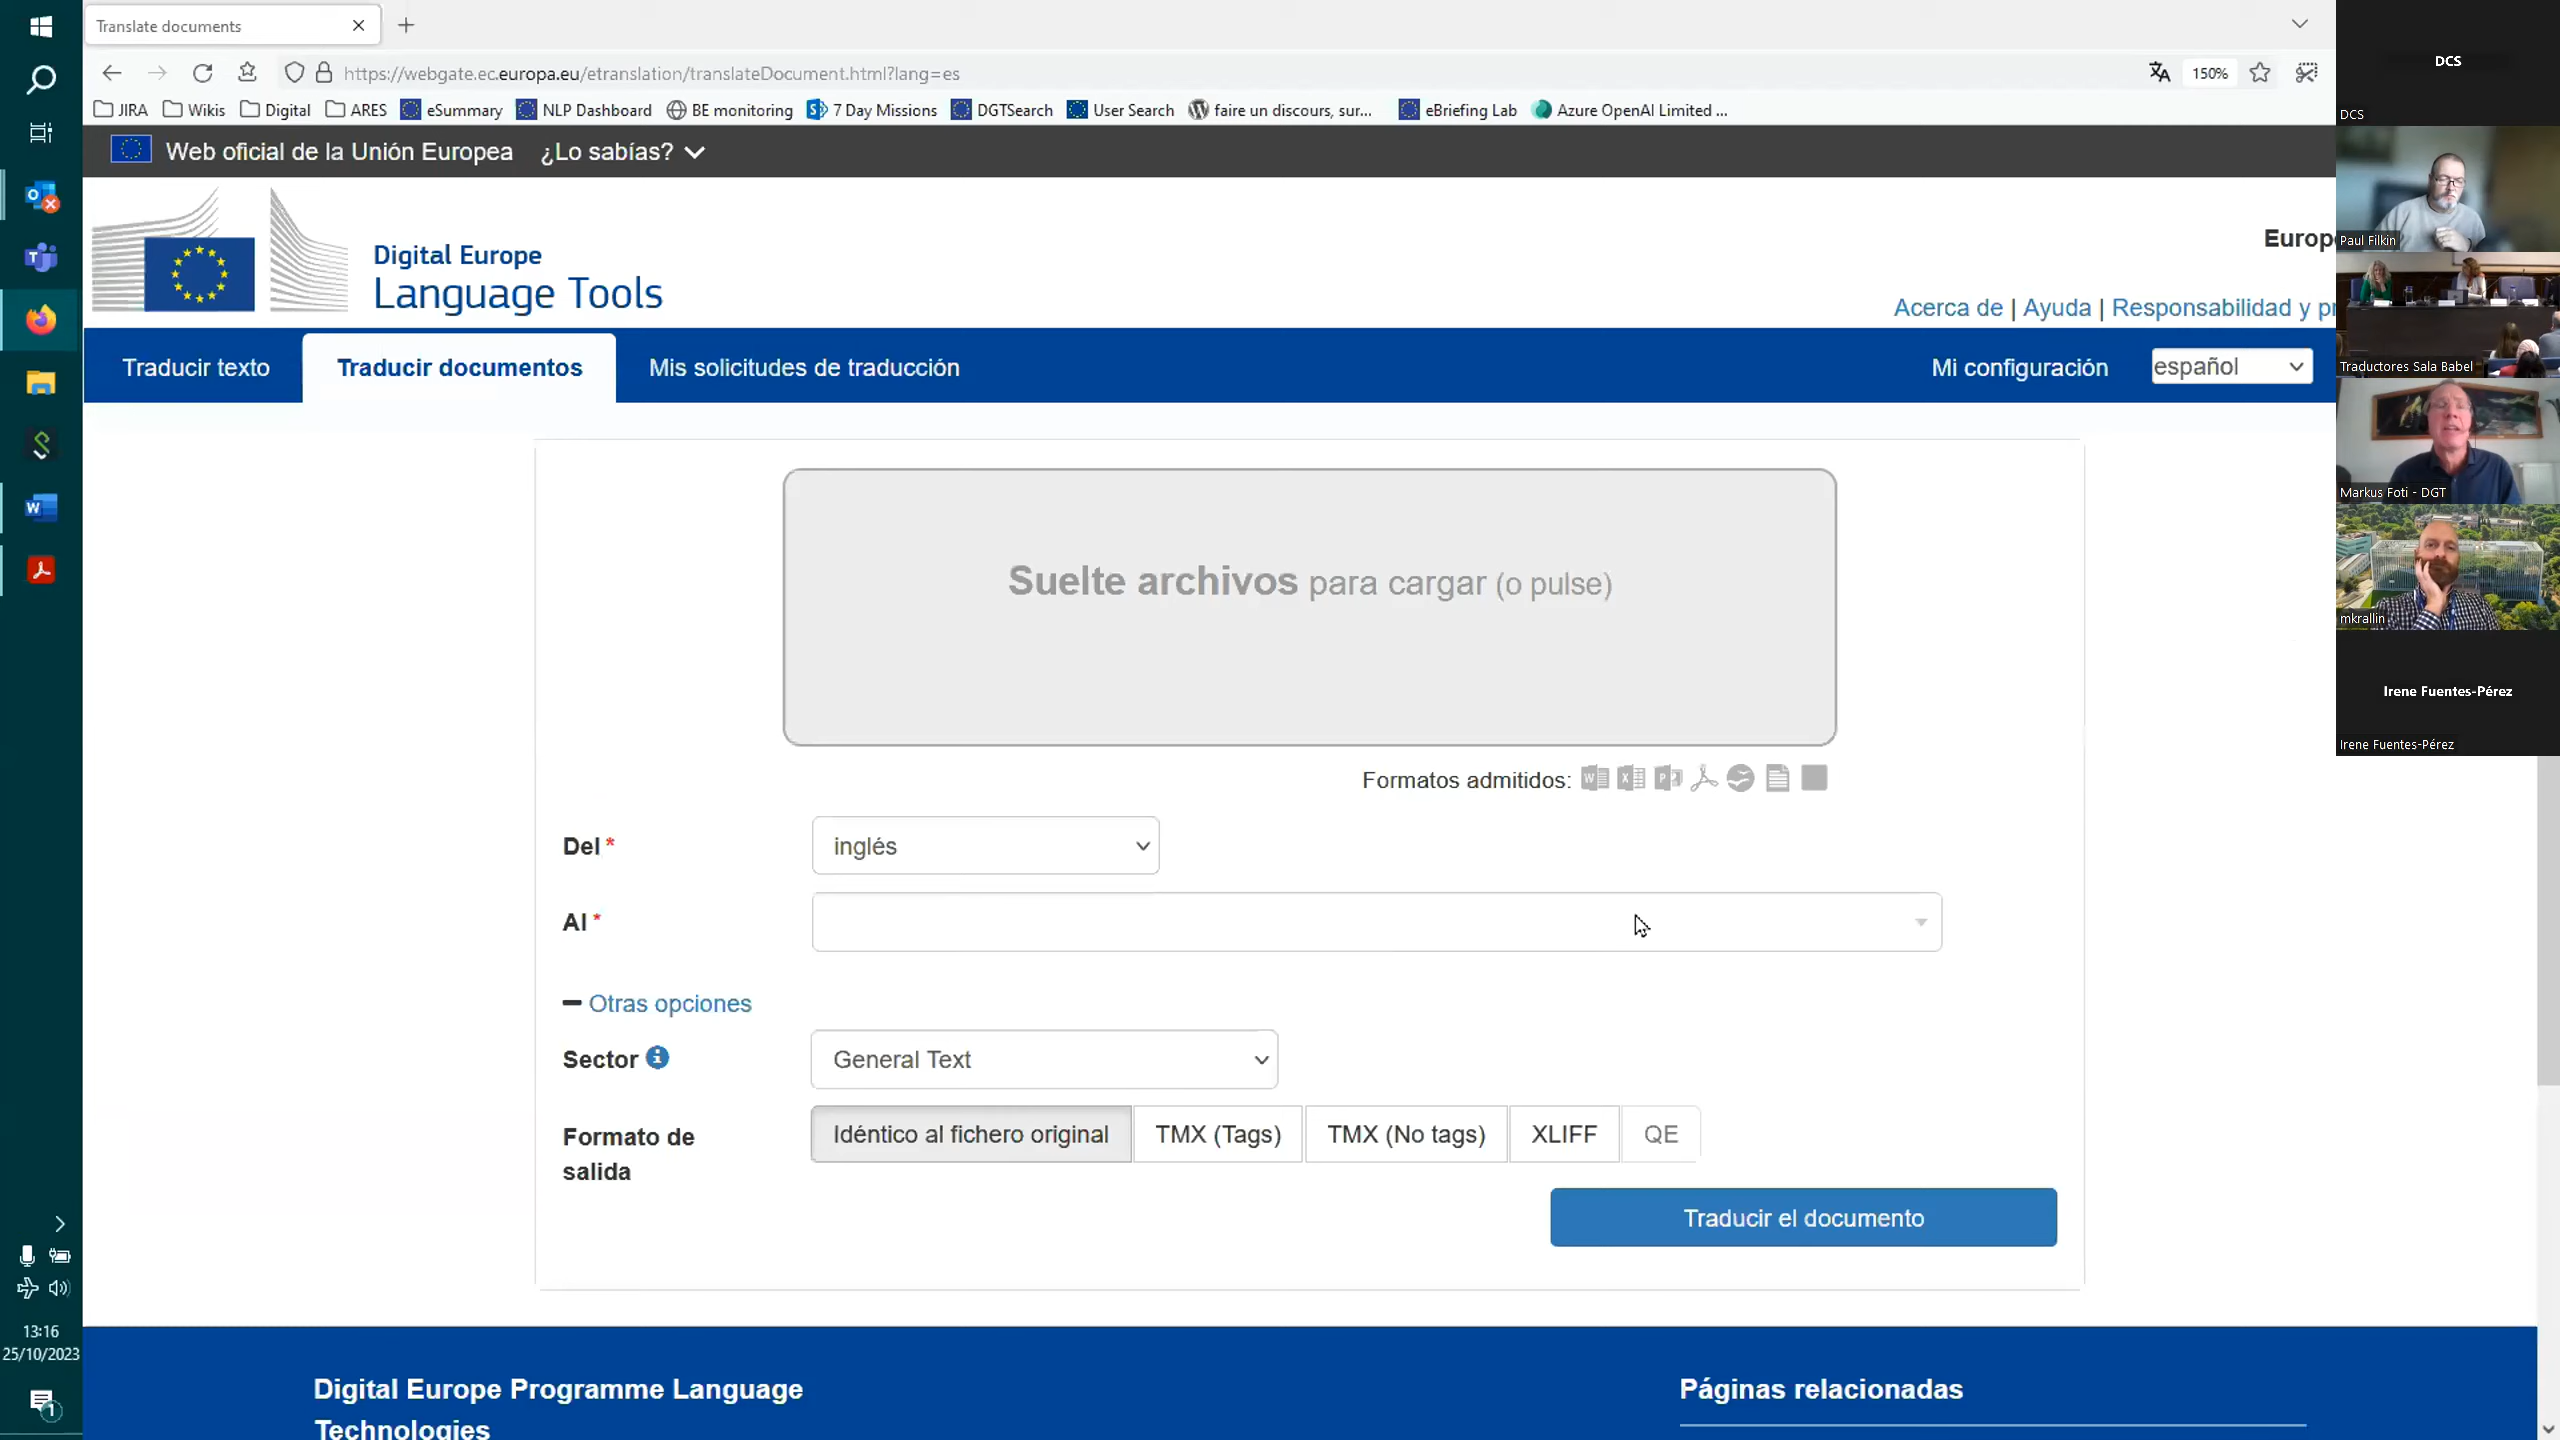 Translate documents
https://webgate.ec.europa.eu/etranslation/translateDocument.html?lang=es
150%
JIRA
Wikis
Digital
ARES
eSummary
NLP Dashboard
BE monitoring
7 Day Missions
DGTSearch
User Search
faire un discours, sur...
eBriefing Lab
Azure OpenAI Limited ...
Web oficial de la Unión Europea ¿Lo sabías?
Digital Europe
Language Tools
Europ
Acerca de | Ayuda | Responsabilidad y pr
Traducir texto
Traducir documentos
Mis solicitudes de traducción
Mi configuración
español
Suelte archivos para cargar (o pulse)
Formatos admitidos:
Del *
inglés
Al *
Otras opciones
Sector
General Text
Formato de
salida
Idéntico al fichero original
TMX (Tags)
TMX (No tags)
XLIFF
QE
Traducir el documento
Digital Europe Programme Language
Technologies
Páginas relacionadas
13:16
25/10/2023
1
DCS
DCS
Paul Filkin
Traductores Sala Babel
Markus Foti - DGT
mkrallin
Irene Fuentes-Pérez
Irene Fuentes-Pérez